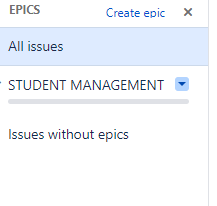 EPICS Create epic
All issues
STUDENT MANAGEMENT
Issues without epics